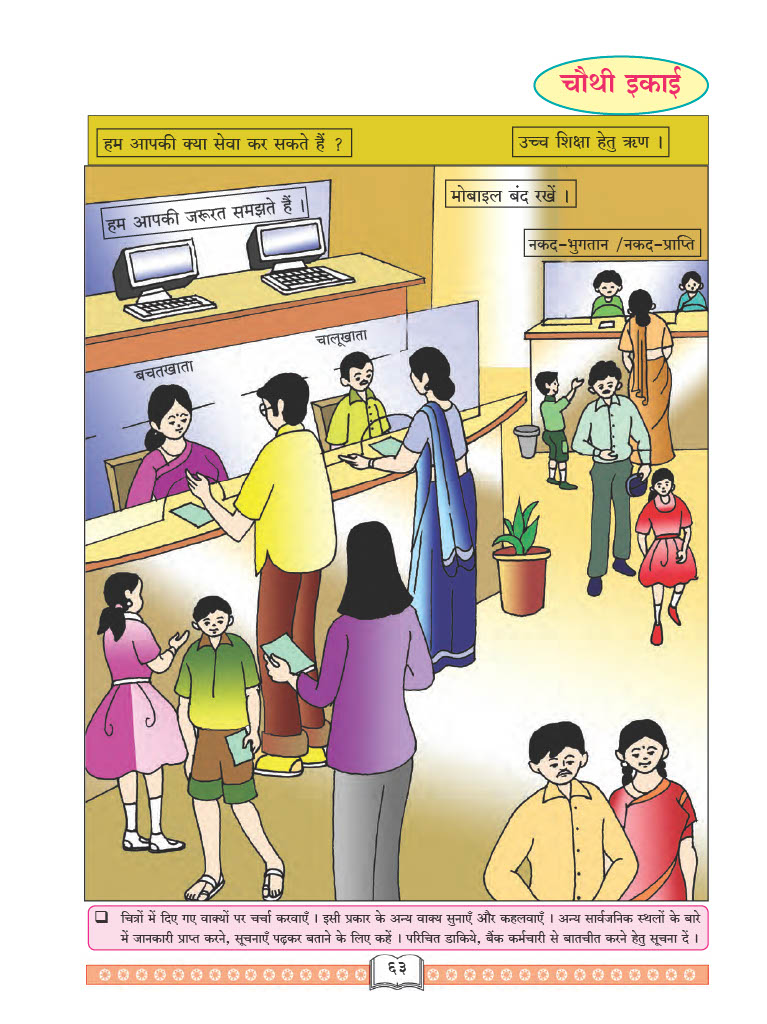 चौथी इकाई
हम आपकी क्या सेवा कर सकते हैं ?
उच्च शिक्षा हेतु ऋण ।
मोबाइल बंद रखें ।
हम आपकी जरूरत समझते हैं ।
नकद-भुगतान /नकद-प्राप्ति
चालूखाता
बचतखाता
❑ चित्रों में दिए गए वाक्यों पर चर्चा करवाएँ । इसी प्रकार के अन्य वाक्य सुनाएँ और कहलवाएँ । अन्य सार्वजनिक स्थलों के बारे
में जानकारी प्राप्त करने, सूचनाएँ पढ़कर बताने के लिए कहें । परिचित डाकिये, बैंक कर्मचारी से बातचीत करने हेतु सूचना दें ।
६३